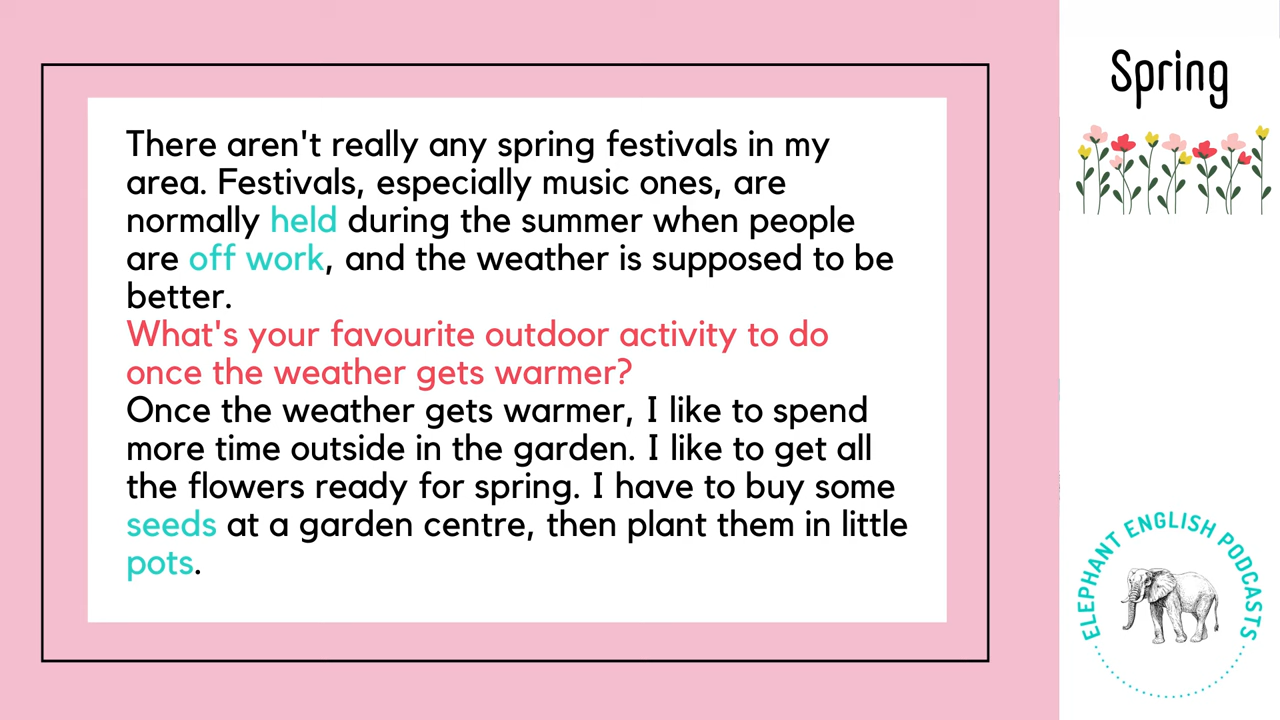 There aren't really any spring festivals in my
area. Festivals, especially music ones, are
normally held during the summer when people
are off work, and the weather is supposed to be
better.
What's your favourite outdoor activity to do
once the weather gets warmer?
Once the weather gets warmer, I like to spend
more time outside in the garden. I like to get all
the flowers ready for spring. I have to buy some
seeds at a garden centre, then plant them in little
pots.
Spring
ELEPHANT ENGLISH PODCASTS